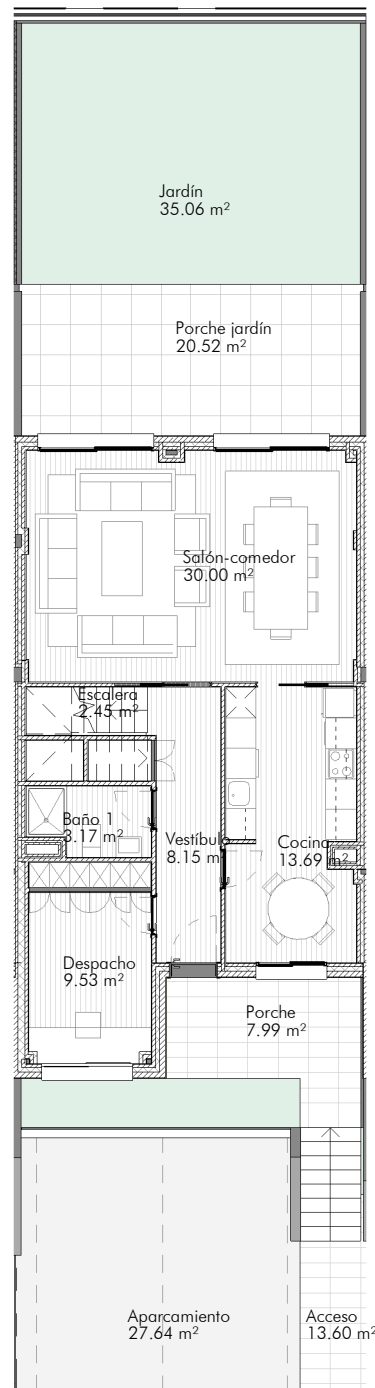 Jardín
35.06 m²
Porche jardín
20.52 m²
Salón-comedor
30.00 m²
Escalera
2.45 m²
Baño 1
3.17 m²
Vestíbulo
8.15 m²
Cocina
13.69 m²
Despacho
9.53 m²
Porche
7.99 m²
Aparcamiento
27.64 m²
Acceso
13.60 m²